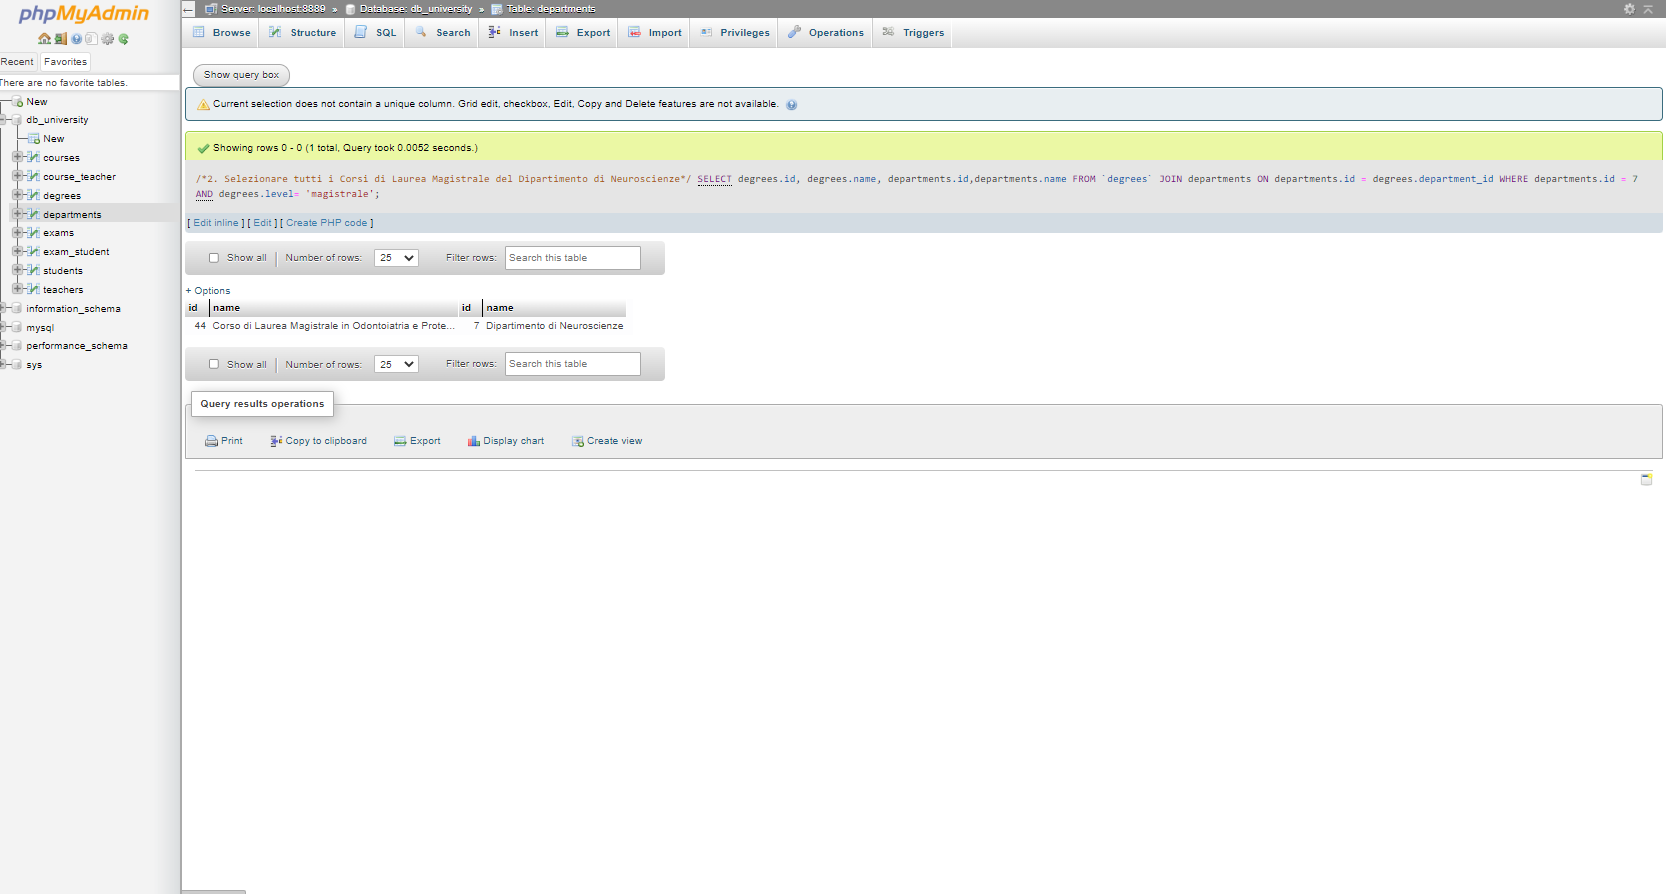 phpMyAdmin
Recent Favorites
There are no favorite tables.
New
db_university
New
courses
course_teacher
degrees
departments
exams
exam_student
students
teachers
information_schema
mysql
performance_schema
sys
Server: localhost:8889 » Database: db_university » Table: departments
Browse Structure SQL Search Insert Export Import Privileges Operations Triggers
Show query box
Current selection does not contain a unique column. Grid edit, checkbox, Edit, Copy and Delete features are not available.
Showing rows 0 - 0 (1 total, Query took 0.0052 seconds.)
/*2. Selezionare tutti i Corsi di Laurea Magistrale del Dipartimento di Neuroscienze*/ SELECT degrees.id, degrees.name, departments.id,departments.name FROM `degrees` JOIN departments ON departments.id = degrees.department_id WHERE departments.id = 7
AND degrees.level= 'magistrale';
[ Edit inline ] [ Edit ] [ Create PHP code ]
Show all Number of rows: 25 Filter rows: Search this table
+ Options
id name id name
44 Corso di Laurea Magistrale in Odontoiatria e Prote... 7 Dipartimento di Neuroscienze
Show all Number of rows: 25 Filter rows: Search this table
Query results operations
Print Copy to clipboard Export Display chart Create view